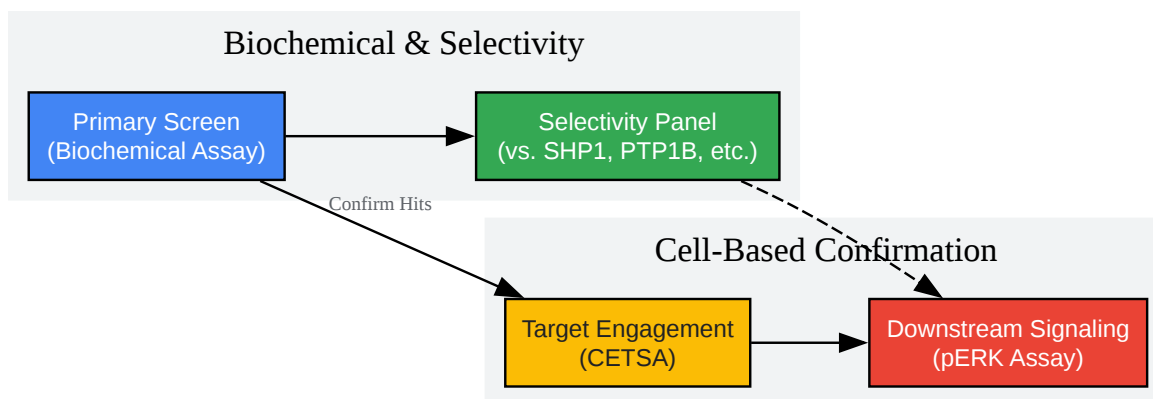 Biochemical & Selectivity
Primary Screen
(Biochemical Assay)
Selectivity Panel
(vs. SHP1, PTP1B, etc.)
Confirm Hits
Cell-Based Confirmation
Target Engagement
(CETSA)
Downstream Signaling
(pERK Assay)